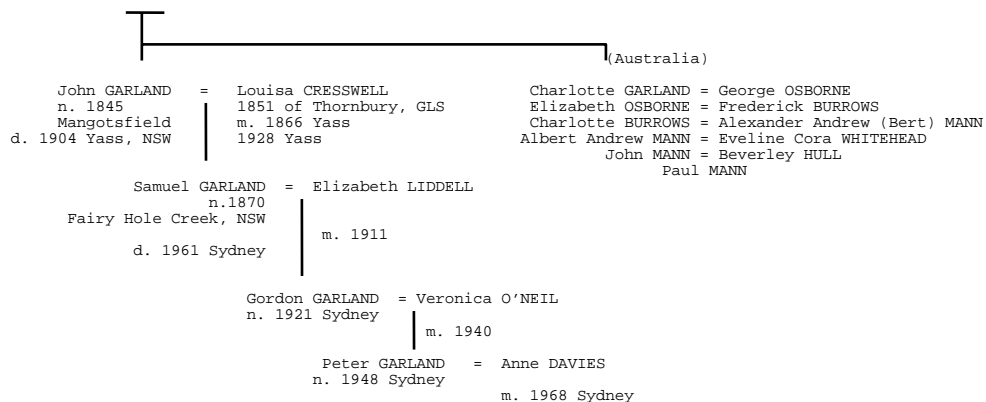 (Australia)
John GARLAND = Louisa CRESSWELL
n. 1845 1851 of Thornbury, GLS
Mangotsfield m. 1866 Yass
d. 1904 Yass, NSW 1928 Yass
Charlotte GARLAND = George OSBORNE
Elizabeth OSBORNE = Frederick BURROWS
Charlotte BURROWS = Alexander Andrew (Bert) MANN
Albert Andrew MANN = Eveline Cora WHITEHEAD
John MANN = Beverley HULL
Paul MANN
Samuel GARLAND = Elizabeth LIDDELL
n.1870
Fairy Hole Creek, NSW
m. 1911
d. 1961 Sydney
Gordon GARLAND = Veronica O'NEIL
n. 1921 Sydney
m. 1940
Peter GARLAND = Anne DAVIES
n. 1948 Sydney
m. 1968 Sydney